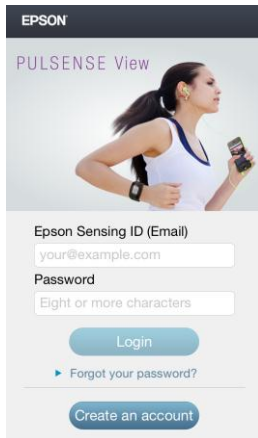 EPSON
PULSENSE View
Epson Sensing ID (Email)
your@example.com
Password
Eight or more characters
Login
Forgot your password?
Create an account